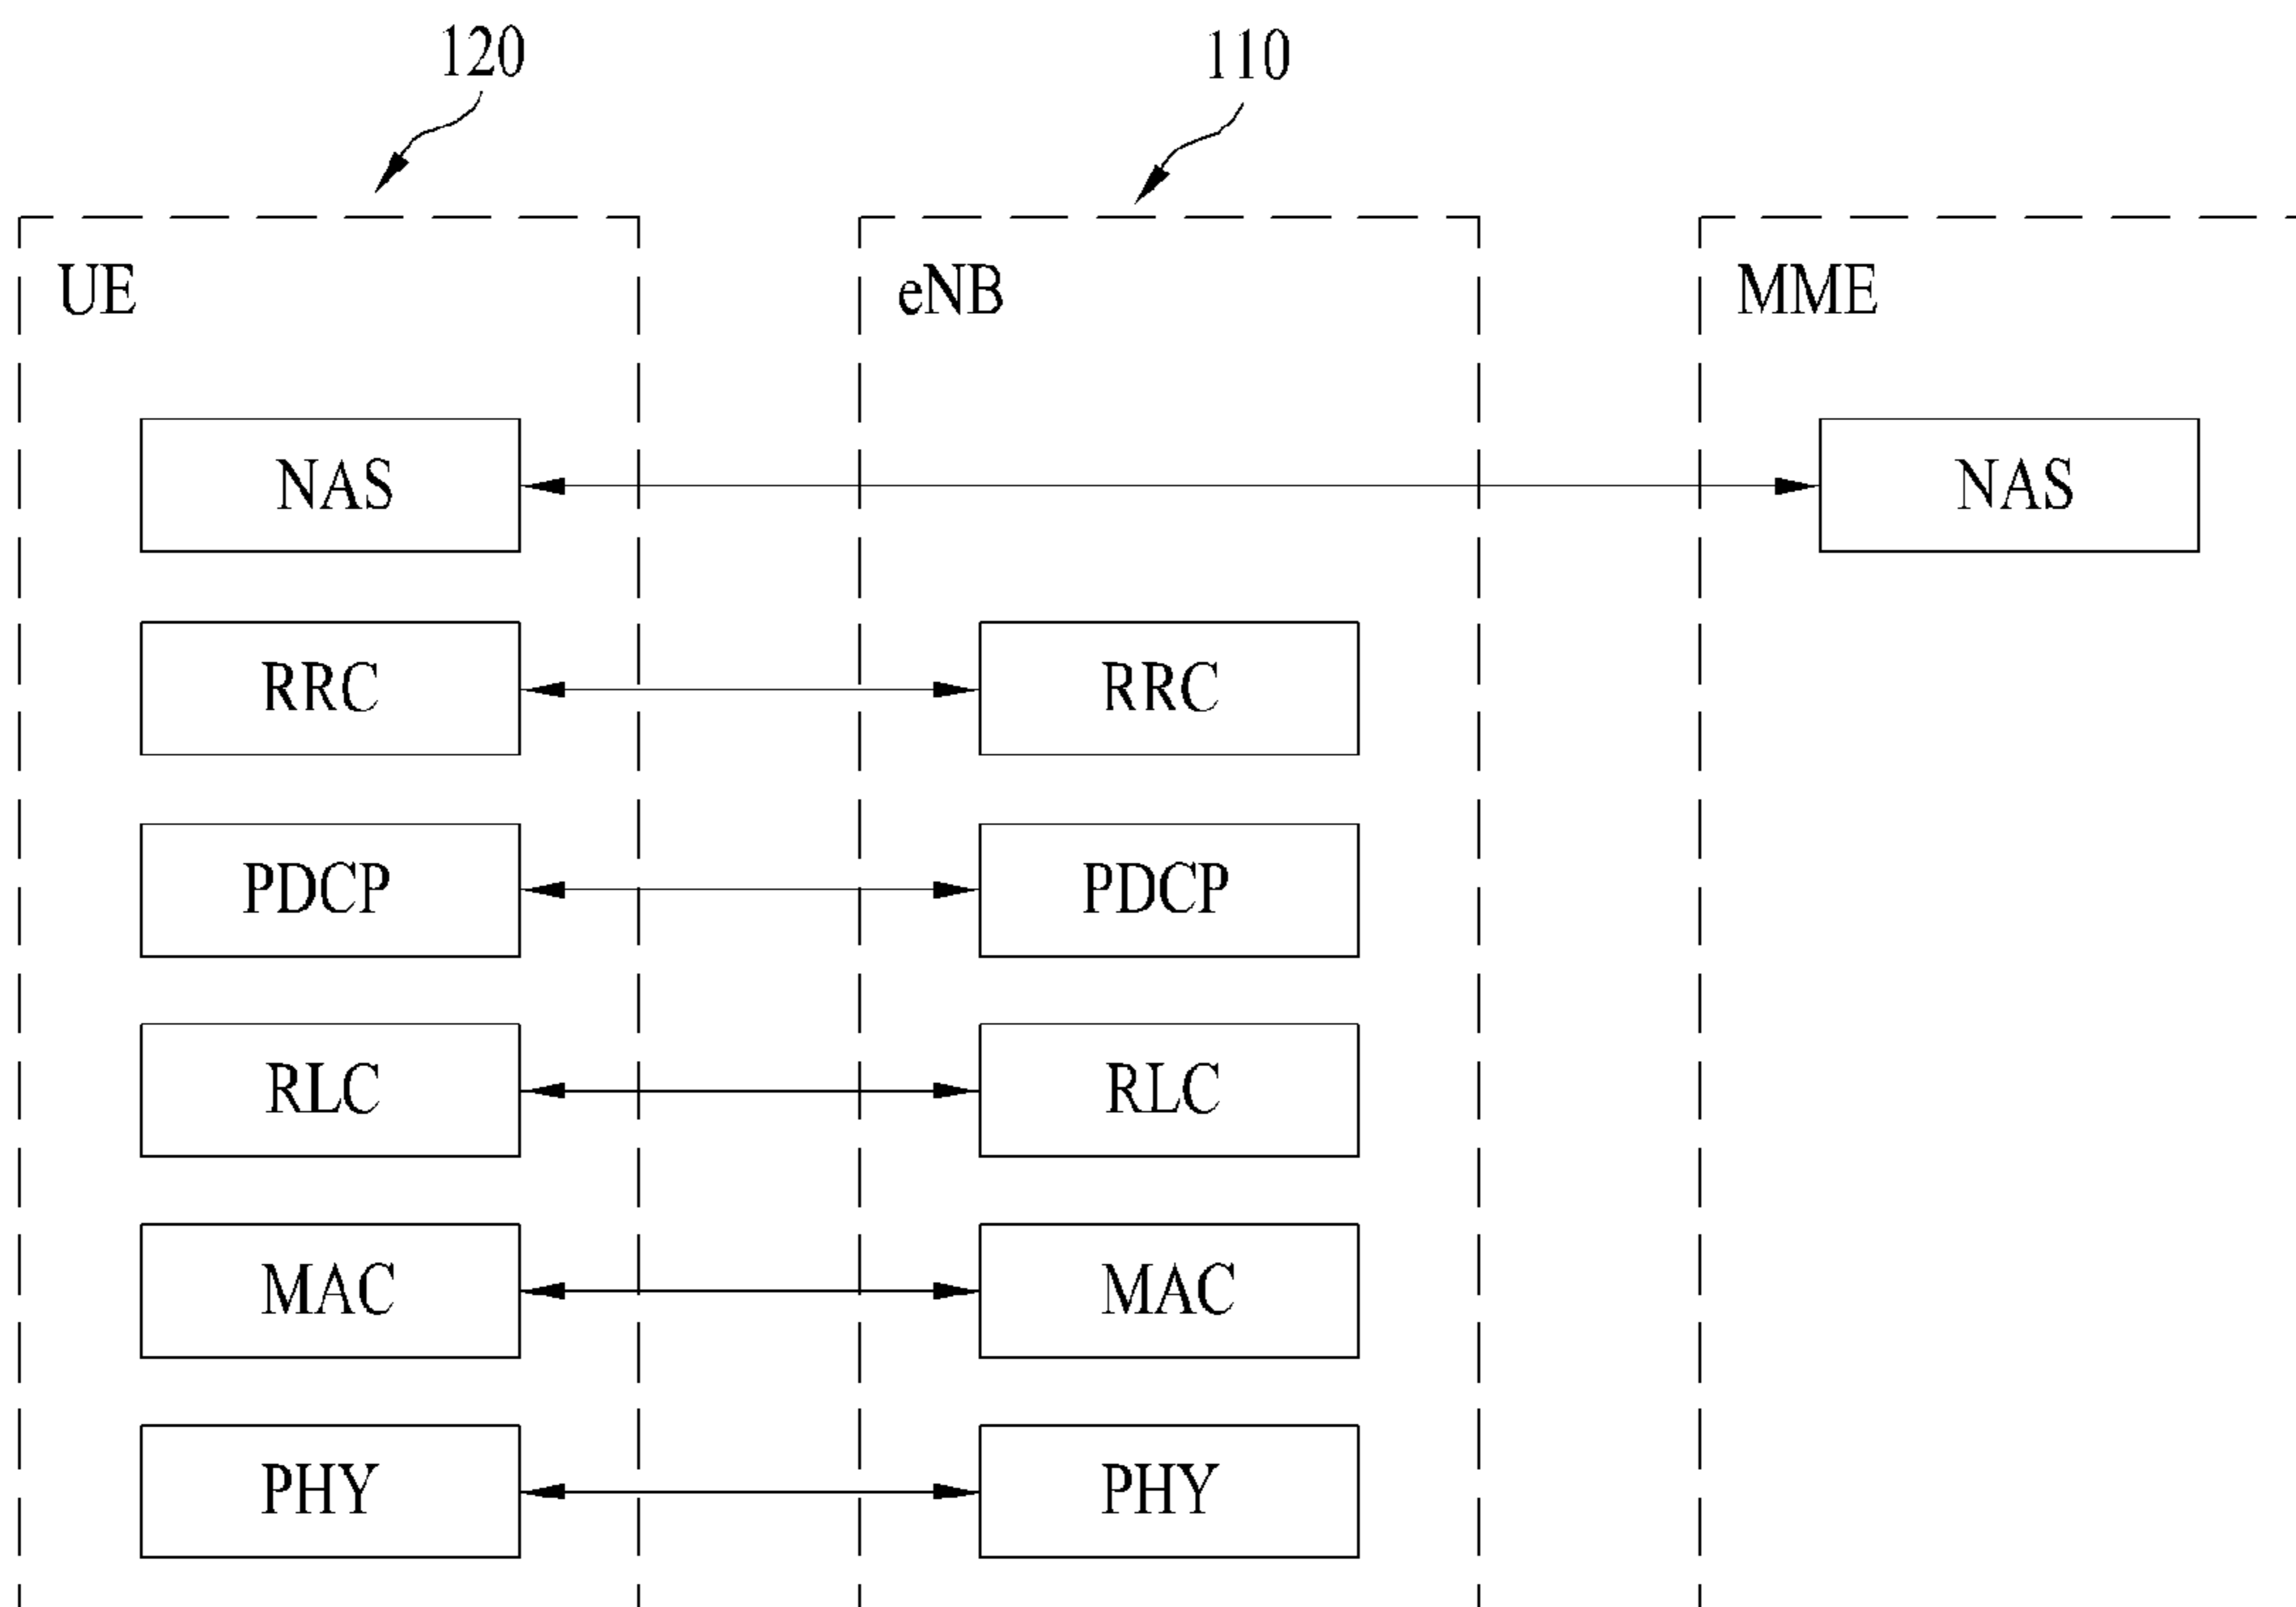 120 110
UE eNB MME
NAS NAS
RRC RRC
PDCP PDCP
RLC RLC
MAC MAC
PHY PHY